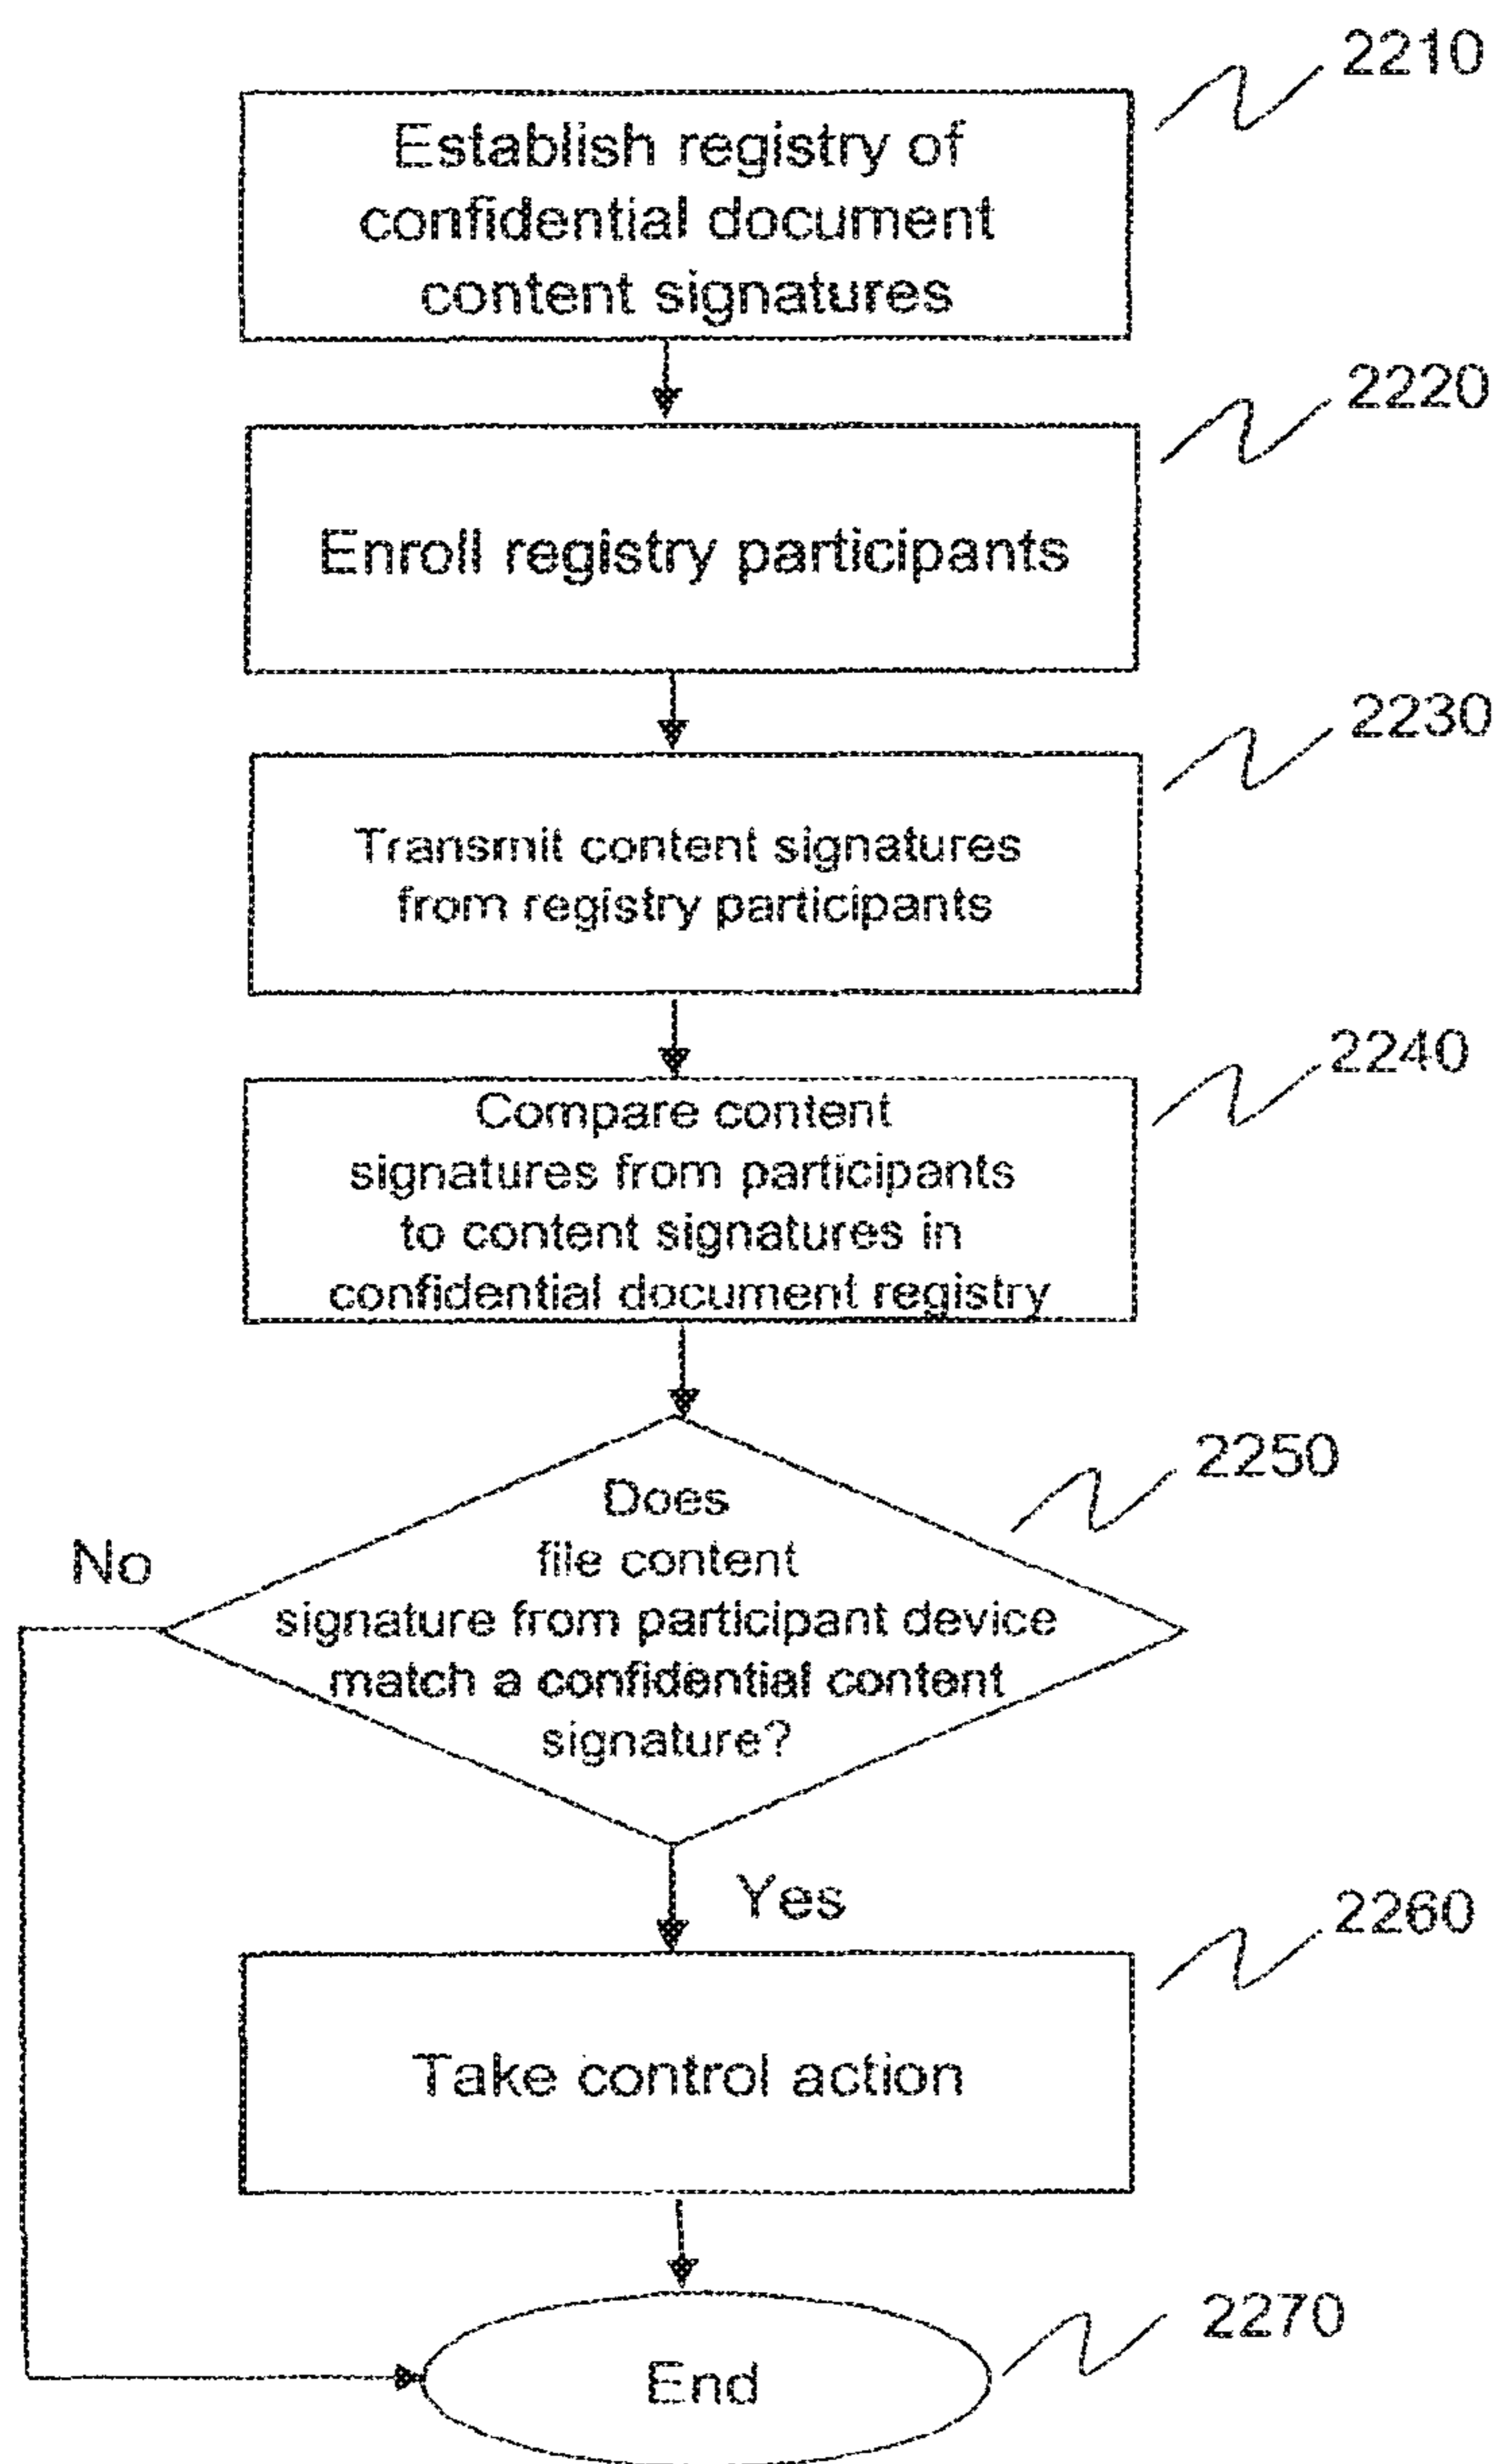 2210
Establish registry of
confidential document
content signatures
2220
Enroll registry participants
2230
Transmit content signatures
from registry participants
2240
Compare content
signatures from participants
to content signatures in
confidential document registry
2250
Does
file content
signature from participant device
match a confidential content
signature?
No
Yes
2260
Take control action
2270
End